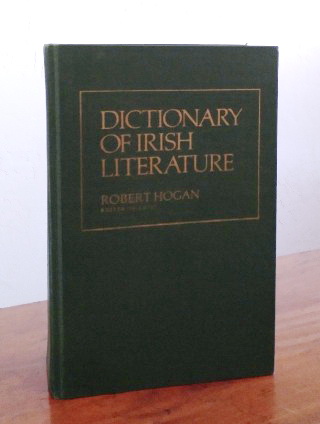 DICTIONARY
OF IRISH
LITERATURE
ROBERT HOGAN